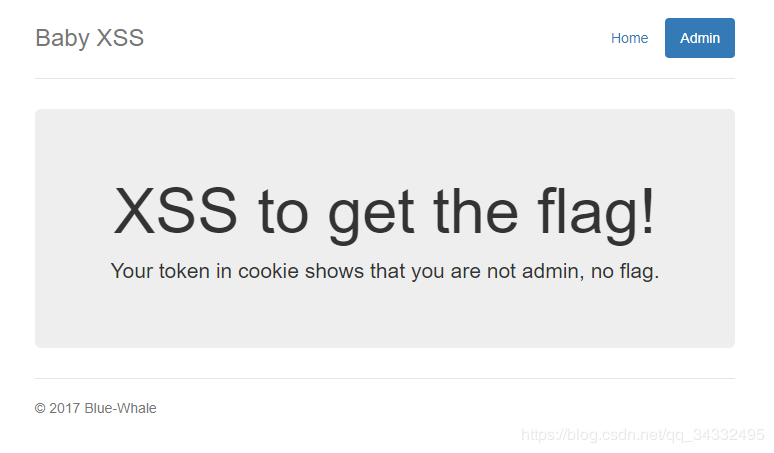 Baby XSS
Home
Admin
XSS to get the flag!
Your token in cookie shows that you are not admin, no flag.
© 2017 Blue-Whale
https://blog.csdn.net/qq_34332495